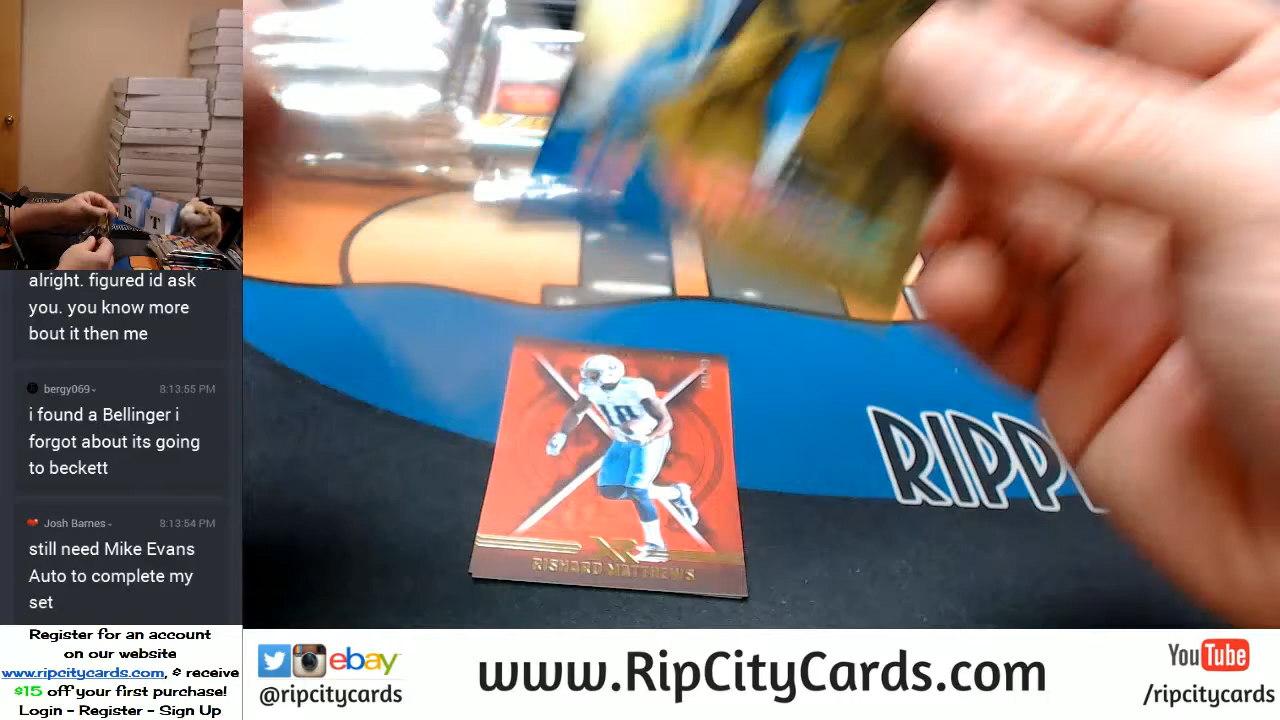 alright. figured id ask
you. you know more
bout it then me
bergy069
8:13:55 PM
i found a Bellinger i
forgot about its going
to beckett
Josh Barnes
8:13:54 PM
still need Mike Evans
Auto to complete my
set
Register for an account
on our website
www.ripcitycards.com, & receive
$15 off your first purchase!
Login - Register - Sign Up
R T
18
RISHARD MATTHEWS
RIPP
ebay
@ripcitycards
www.RipCityCards.com
YouTube
/ripcitycards